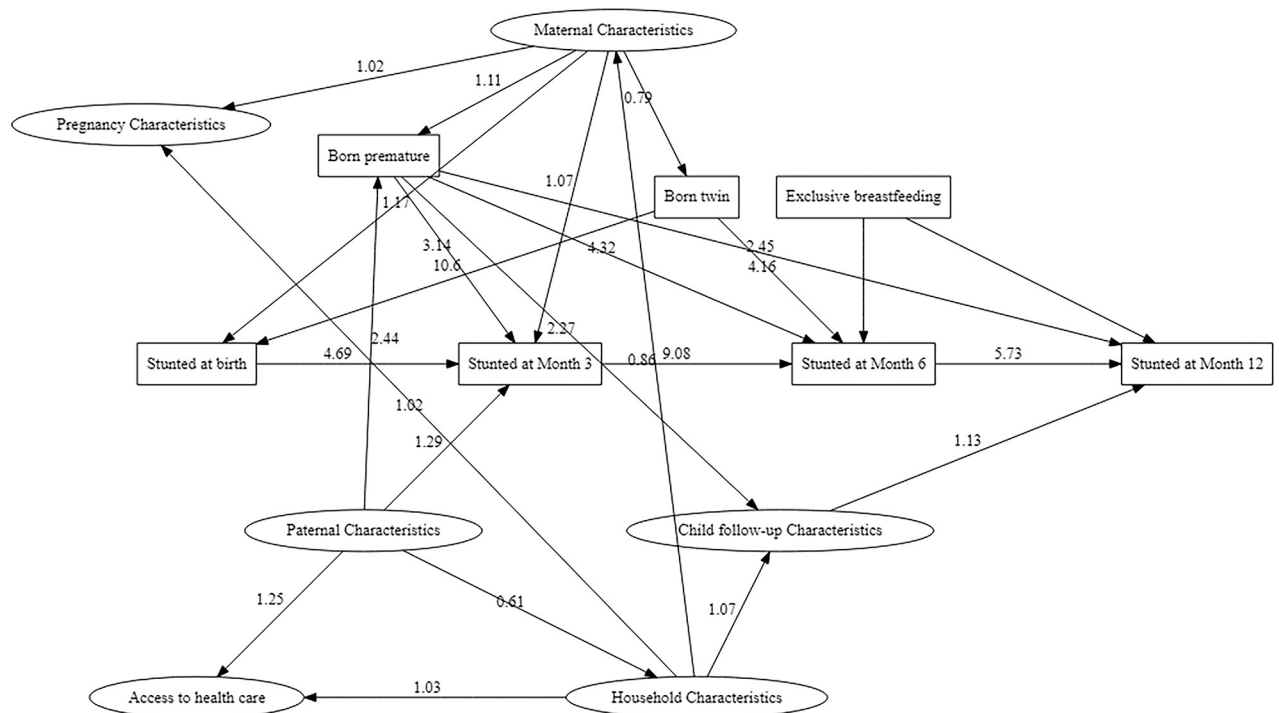 Maternal Characteristics
1.02
1.11
0.79
Pregnancy Characteristics
Born premature
1.07
Born twin
Exclusive breastfeeding
1.17
3.14
4.32
2.45
10.6
4.16
2.44
2.27
Stunted at birth
4.69
Stunted at Month 3
0.86
9.08
Stunted at Month 6
5.73
Stunted at Month 12
1.02
1.29
1.13
Paternal Characteristics
Child follow-up Characteristics
1.25
0.61
1.07
Access to health care
1.03
Household Characteristics